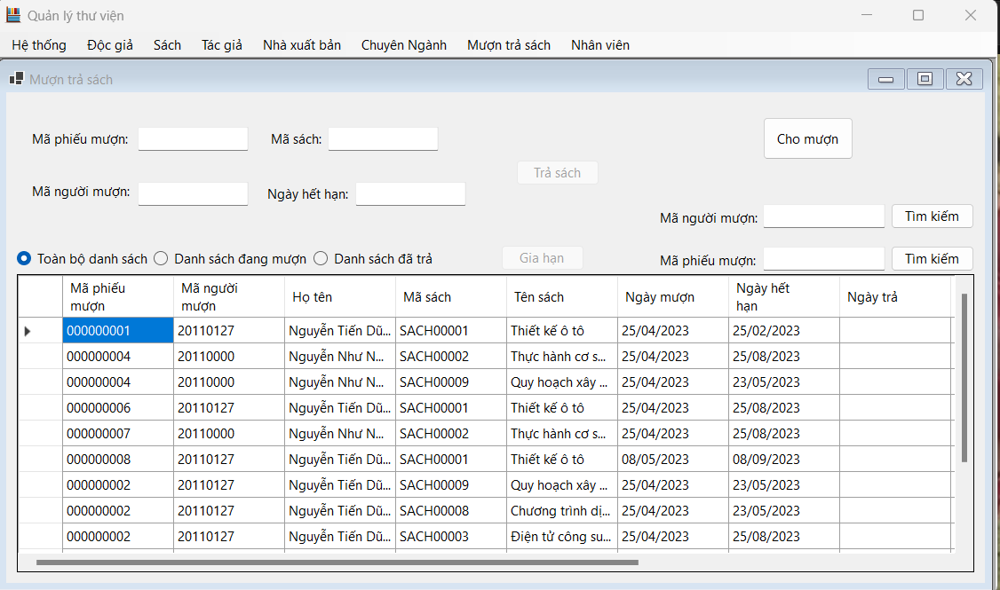 Quản lý thư viện
Hệ thống Độc giả Sách Tác giả Nhà xuất bản Chuyên Ngành Mượn trả sách Nhân viên
Mượn trả sách
Mã phiếu mượn: Mã sách: Cho mượn
Trả sách
Mã người mượn: Ngày hết hạn:
Mã người mượn: Tìm kiếm
Toàn bộ danh sách Danh sách đang mượn Danh sách đã trả Gia hạn Mã phiếu mượn: Tìm kiếm
Mã phiếu mượn Mã người mượn Họ tên Mã sách Tên sách Ngày mượn Ngày hết hạn Ngày trả
000000001 20110127 Nguyễn Tiến Dũ... SACH00001 Thiết kế ô tô 25/04/2023 25/02/2023
000000004 20110000 Nguyễn Như N... SACH00002 Thực hành cơ s... 25/04/2023 25/08/2023
000000004 20110000 Nguyễn Như N... SACH00009 Quy hoạch xây ... 25/04/2023 23/05/2023
000000006 20110127 Nguyễn Tiến Dũ... SACH00001 Thiết kế ô tô 25/04/2023 25/08/2023
000000007 20110000 Nguyễn Như N... SACH00002 Thực hành cơ s... 25/04/2023 25/08/2023
000000008 20110127 Nguyễn Tiến Dũ... SACH00001 Thiết kế ô tô 08/05/2023 08/09/2023
000000002 20110127 Nguyễn Tiến Dũ... SACH00009 Quy hoạch xây ... 25/04/2023 23/05/2023
000000002 20110127 Nguyễn Tiến Dũ... SACH00008 Chương trình dị... 25/04/2023 23/05/2023
000000002 20110127 Nguyễn Tiến Dũ... SACH00003 Điện tử công su... 25/04/2023 25/08/2023